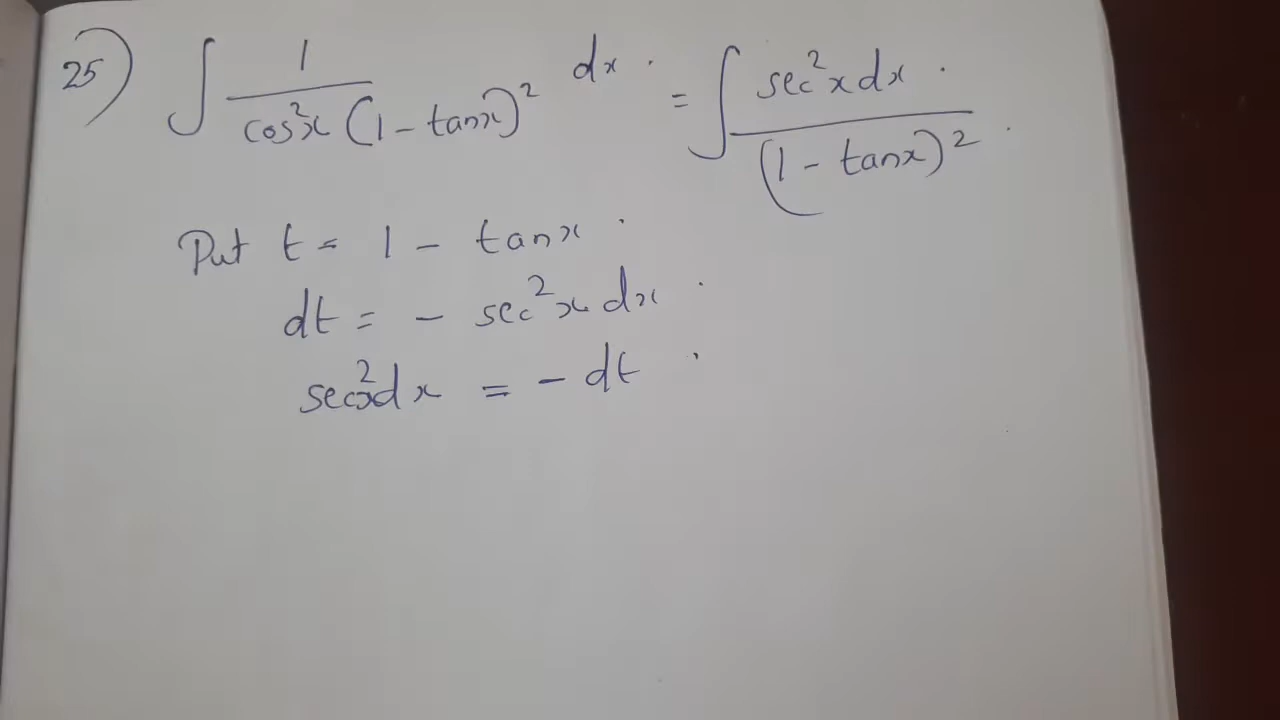 25) ∫ 1/(cos²x (1 - tanx)²) dx. = ∫ sec²x dx. / (1 - tanx)².
Put t = 1 - tanx.
dt = - sec²x dx.
sec²x dx = - dt.